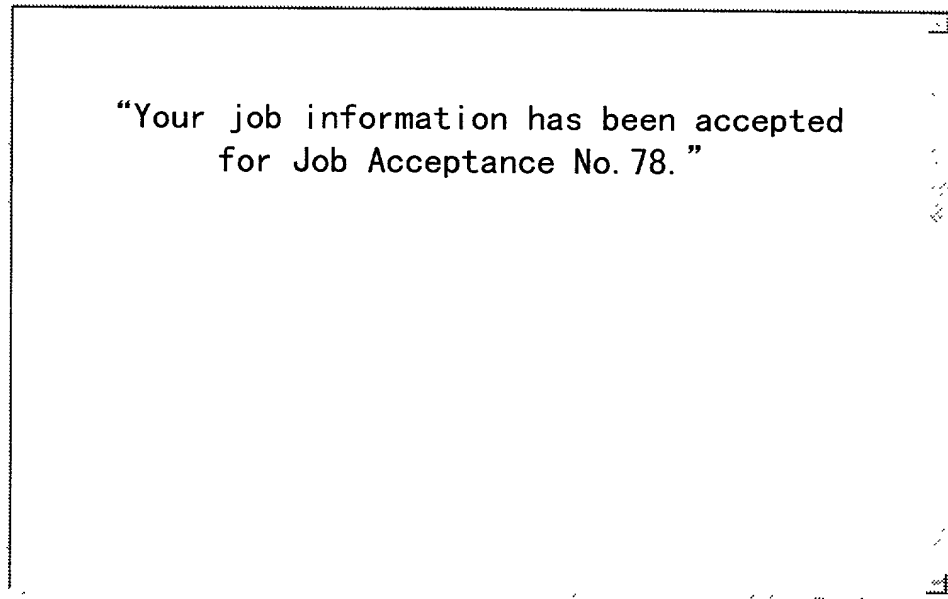 “Your job information has been accepted
for Job Acceptance No. 78.”